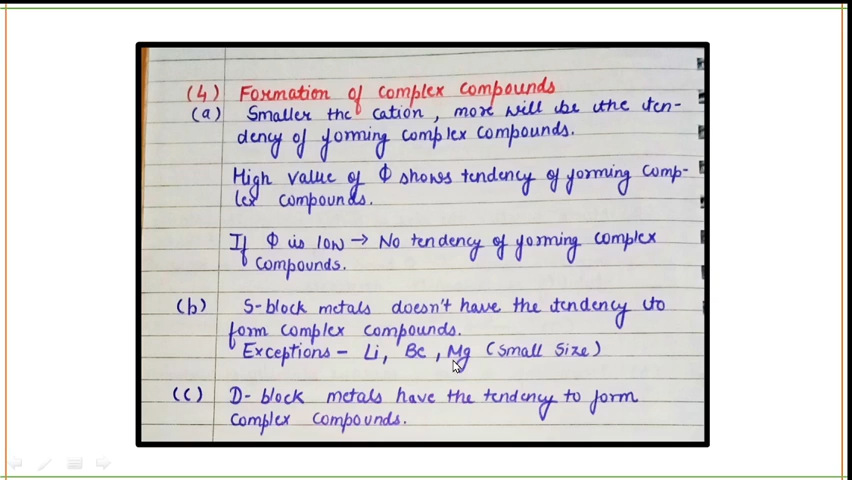 (4) Formation of complex compounds
(a) Smaller the cation, more will be the ten-
dency of forming complex compounds.
High value of Φ shows tendency of forming comp-
lex compounds.
If Φ is low → No tendency of forming complex
compounds.
(b) S-block metals doesn't have the tendency to
form complex compounds.
Exceptions - Li, Be, Mg (Small Size)
(c) D-block metals have the tendency to form
complex compounds.